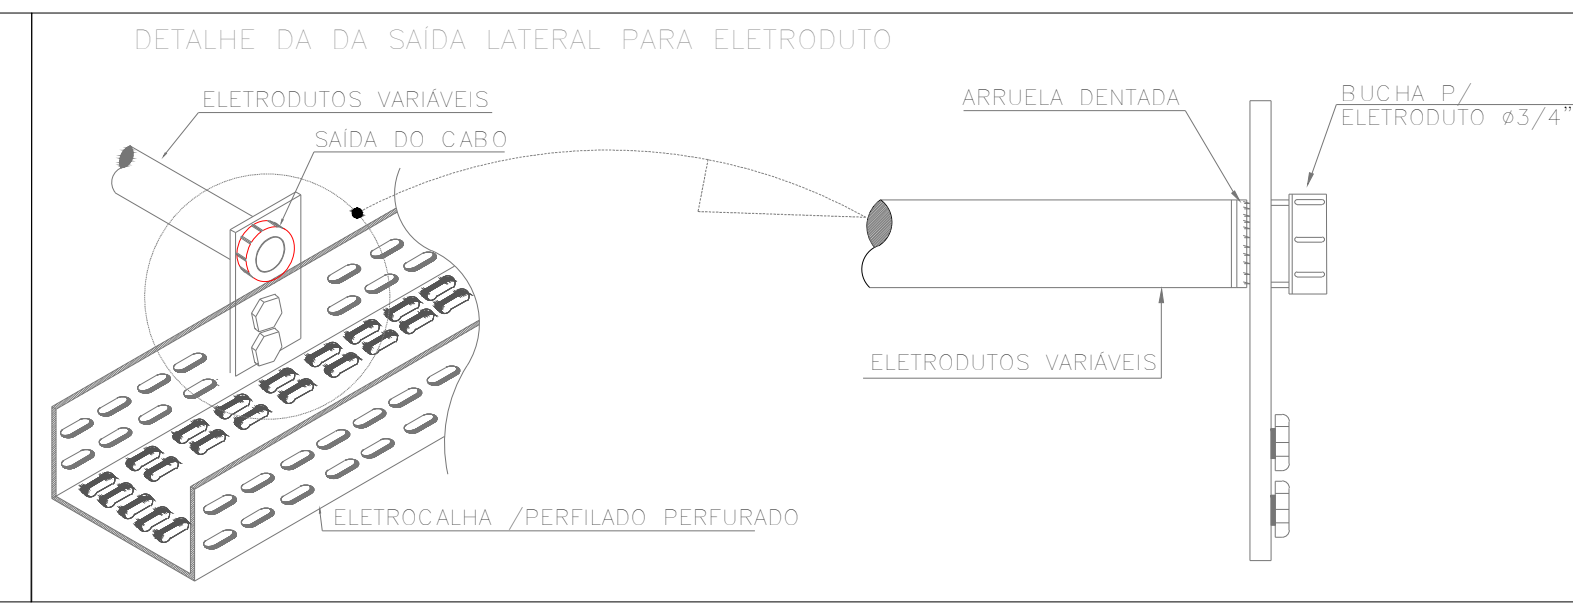 DETALHE DA DA SAÍDA LATERAL PARA ELETRODUTO
ELETRODUTOS VARIÁVEIS
SAÍDA DO CABO
ARRUELA DENTADA
BUCHA P/
ELETRODUTO ø3/4"
ELETRODUTOS VARIÁVEIS
ELETROCALHA /PERFILADO PERFURADO